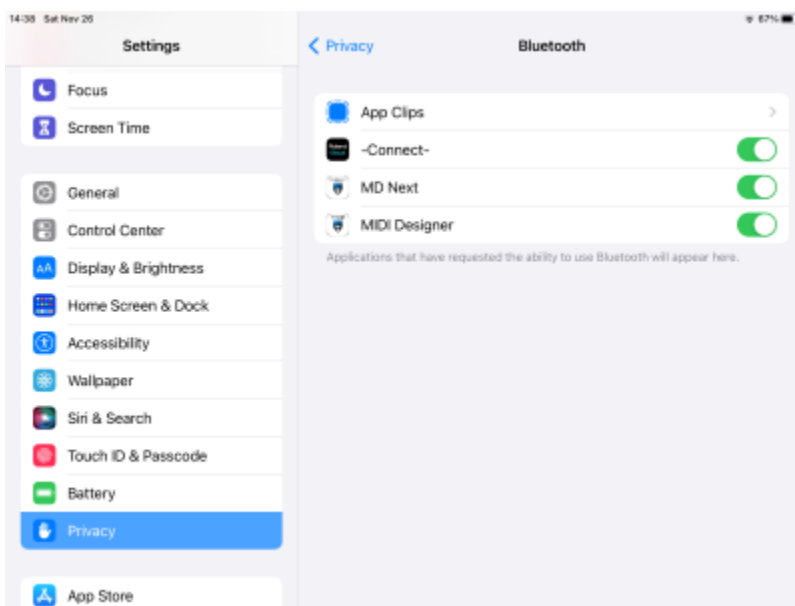 14:38 Sat Nov 26
67%
Settings
Privacy
Bluetooth
Focus
Screen Time
General
Control Center
AA
Display & Brightness
Home Screen & Dock
Accessibility
Wallpaper
Siri & Search
Touch ID & Passcode
Battery
Privacy
App Store
App Clips
-Connect-
MD Next
MIDI Designer
Applications that have requested the ability to use Bluetooth will appear here.